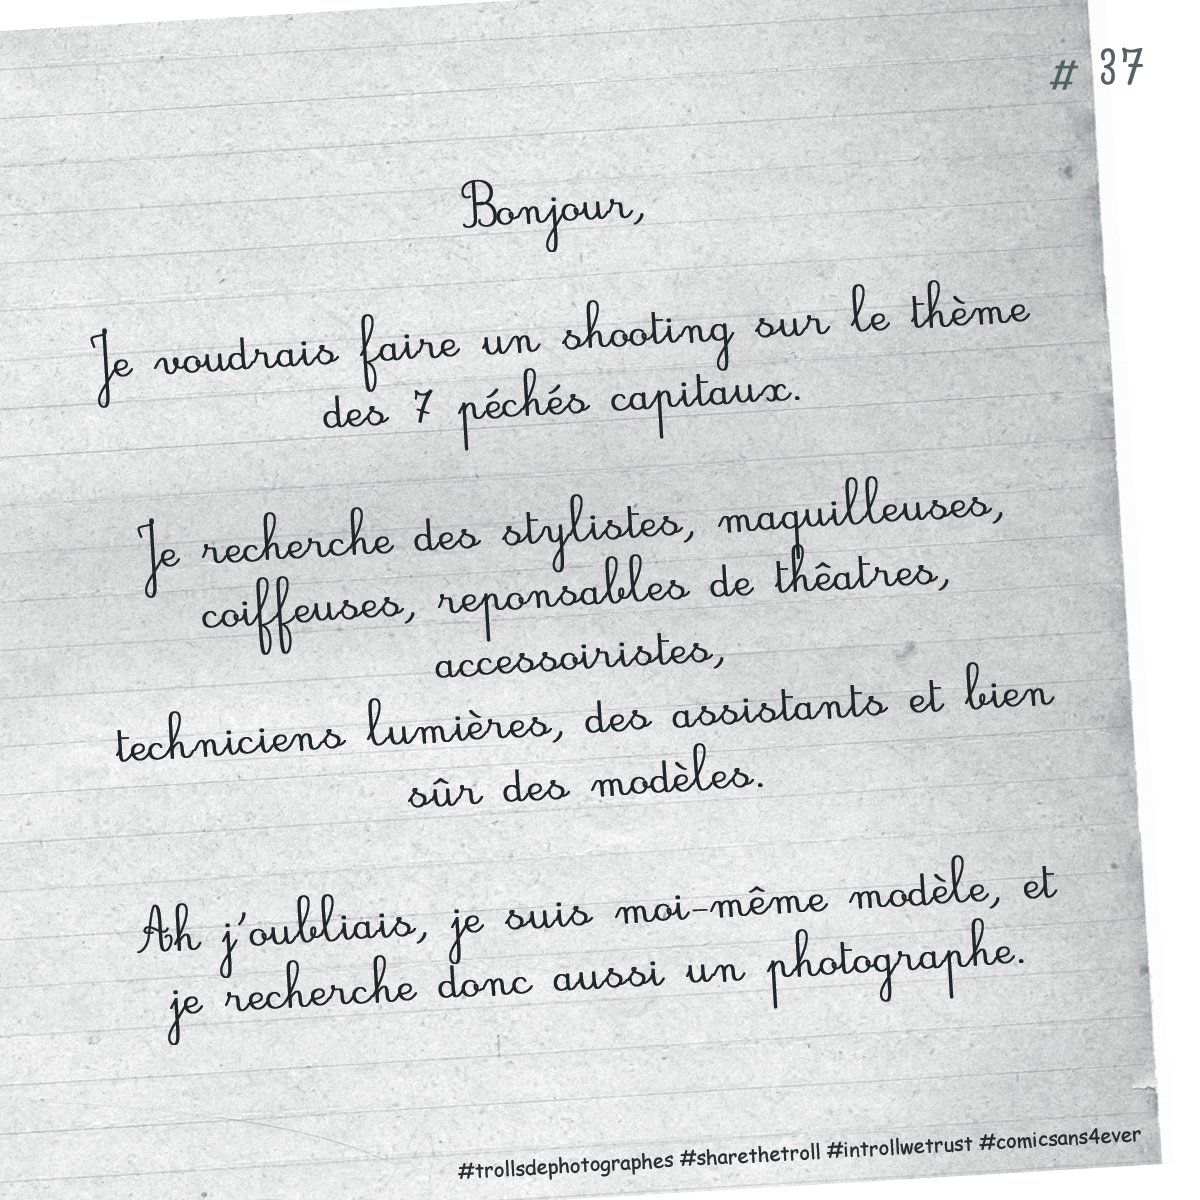 # 37
Bonjour,
Je voudrais faire un shooting sur le thème
des 7 péchés capitaux.
Je recherche des stylistes, maquilleuses,
coiffeuses, reponsables de thêatres,
accessoiristes,
techniciens lumières, des assistants et bien
sûr des modèles.
Ah j'oubliais, je suis moi-même modèle, et
je recherche donc aussi un photographe.
#trollsdephotographes #sharethetroll #introllwetrust #comicsans4ever